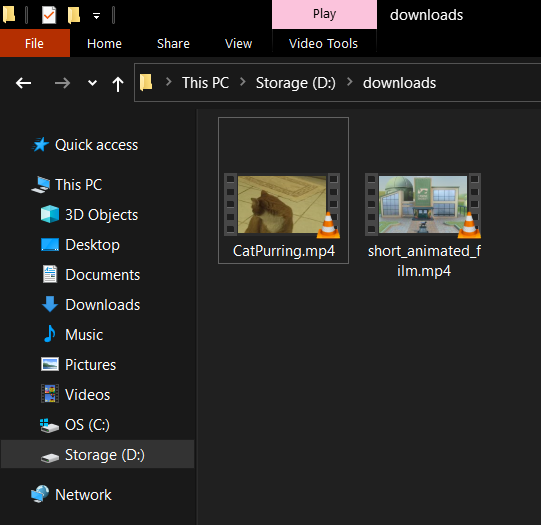 Play
downloads
File
Home
Share
View
Video Tools
This PC
Storage (D:)
downloads
Quick access
This PC
3D Objects
Desktop
Documents
Downloads
Music
Pictures
Videos
OS (C:)
Storage (D:)
Network
CatPurring.mp4
short_animated_f
ilm.mp4